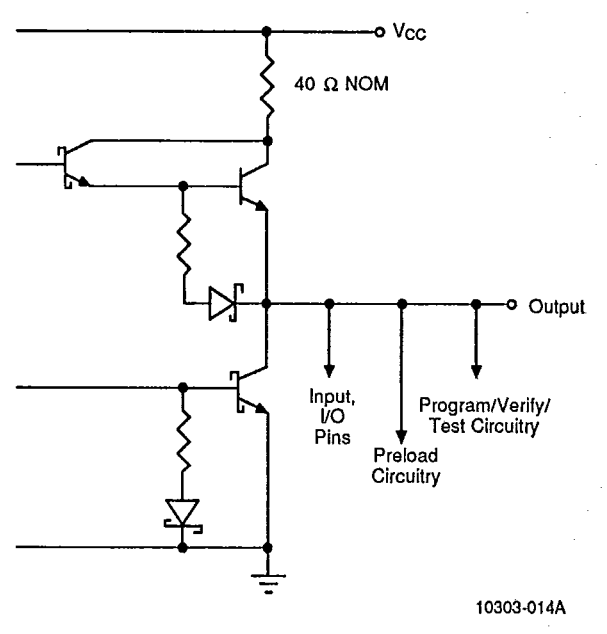 VCC
40 Ω NOM
Output
Input,
I/O
Pins
Preload
Circuitry
Program/Verify/
Test Circuitry
10303-014A